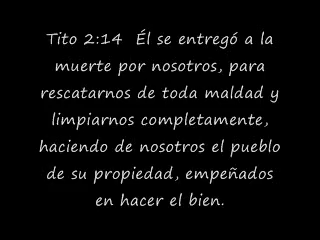 Tito 2:14  Él se entregó a la
muerte por nosotros, para
rescatarnos de toda maldad y
limpiarnos completamente,
haciendo de nosotros el pueblo
de su propiedad, empeñados
en hacer el bien.